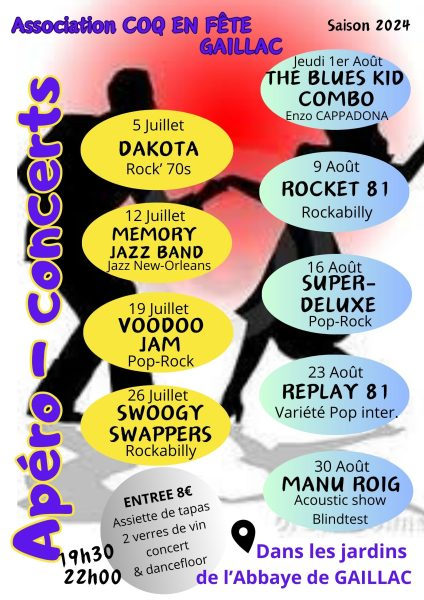 Association COQ EN FÊTE
GAILLAC
Saison 2024
Apéro - concerts
5 Juillet
DAKOTA
Rock' 70s
12 Juillet
MEMORY
JAZZ BAND
Jazz New-Orleans
19 Juillet
VOODOO
JAM
Pop-Rock
26 Juillet
SWOOGY
SWAPPERS
Rockabilly
Jeudi 1er Août
THE BLUES KID
COMBO
Enzo CAPPADONA
9 Août
ROCKET 81
Rockabilly
16 Août
SUPER-
DELUXE
Pop-Rock
23 Août
REPLAY 81
Variété Pop inter.
30 Août
MANU ROIG
Acoustic show
Blindtest
ENTREE 8€
Assiette de tapas
2 verres de vin
concert
& dancefloor
19h30
22h00
Dans les jardins
de l'Abbaye de GAILLAC